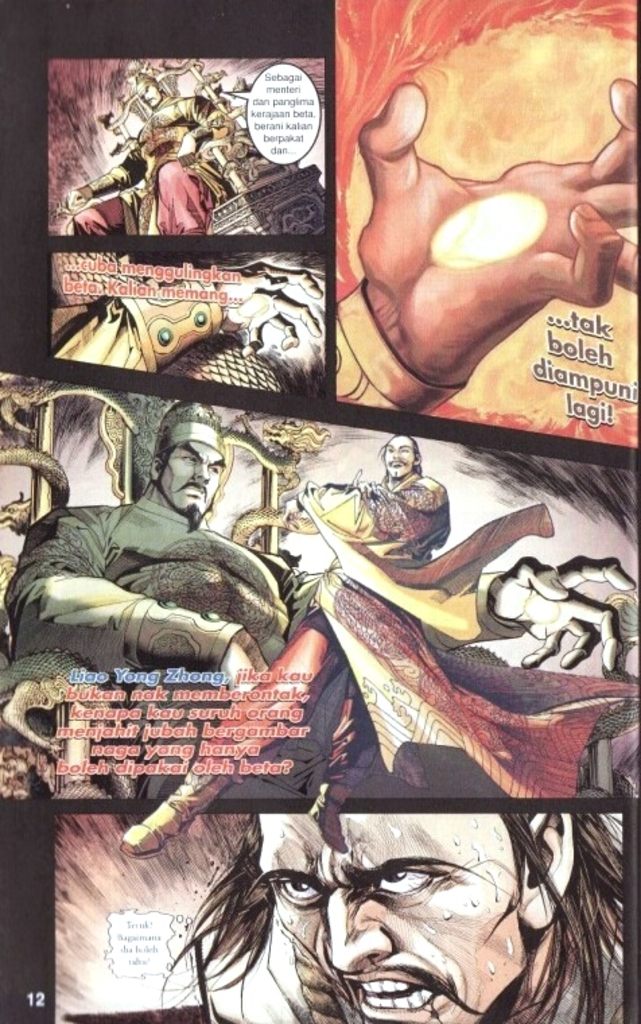 Sebagai
menteri
dan panglima
kerajaan beta,
berani kalian
berpakat
dan...
...cuba menggulingkan
beta. Kalian memang...
...tak
boleh
diampuni
lagi!
Liao Yong Zhong, jika kau
bukan nak memberontak,
kenapa kau suruh orang
menjahit jubah bergambar
naga yang hanya
boleh dipakai oleh beta?
Teruk!
Bagaimana
dia boleh
tahu?
12